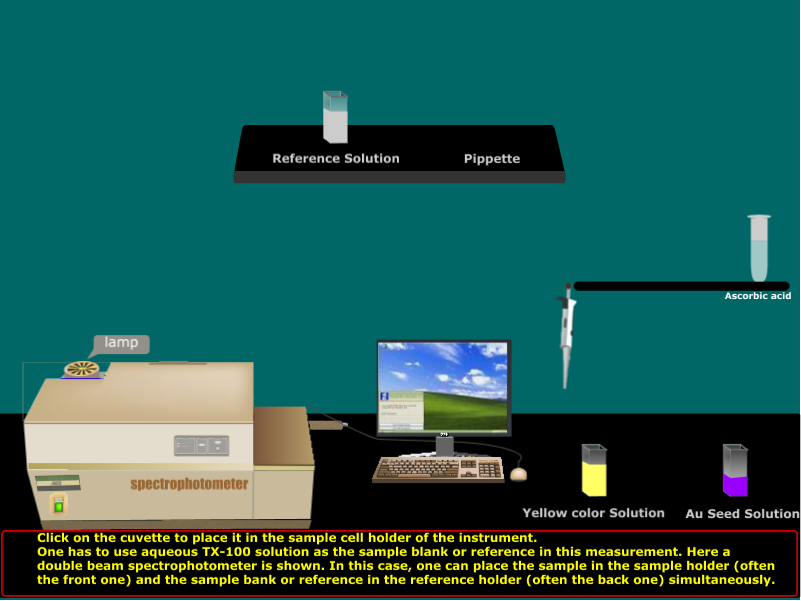 Reference Solution
Pippette
Ascorbic acid
lamp
spectrophotometer
Yellow color Solution
Au Seed Solution
Click on the cuvette to place it in the sample cell holder of the instrument.
One has to use aqueous TX-100 solution as the sample blank or reference in this measurement. Here a
double beam spectrophotometer is shown. In this case, one can place the sample in the sample holder (often
the front one) and the sample bank or reference in the reference holder (often the back one) simultaneously.